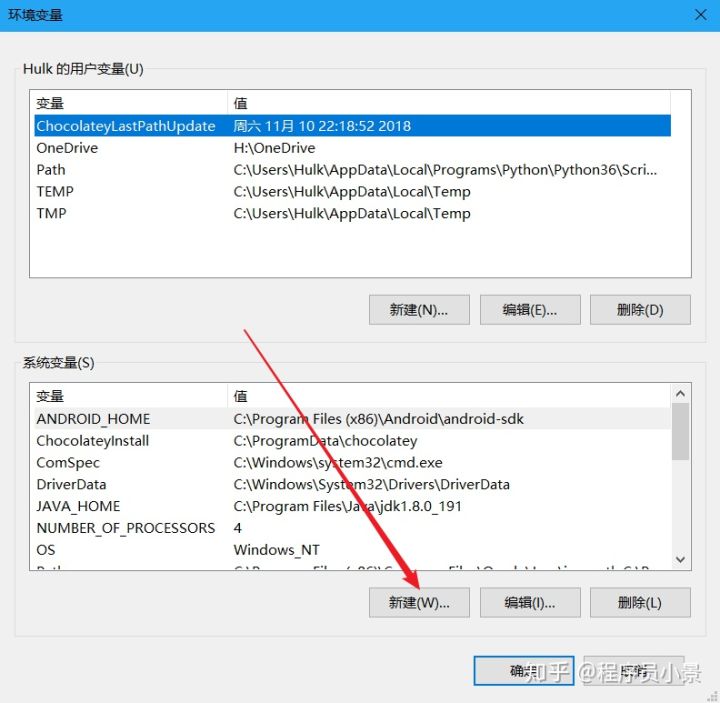 环境变量
Hulk 的用户变量(U)
变量 值
ChocolateyLastPathUpdate 周六 11月 10 22:18:52 2018
OneDrive H:\OneDrive
Path C:\Users\Hulk\AppData\Local\Programs\Python\Python36\Scri...
TEMP C:\Users\Hulk\AppData\Local\Temp
TMP C:\Users\Hulk\AppData\Local\Temp
新建(N)... 编辑(E)... 删除(D)
系统变量(S)
变量 值
ANDROID_HOME C:\Program Files (x86)\Android\android-sdk
ChocolateyInstall C:\ProgramData\chocolatey
ComSpec C:\Windows\system32\cmd.exe
DriverData C:\Windows\System32\Drivers\DriverData
JAVA_HOME C:\Program Files\Java\jdk1.8.0_191
NUMBER_OF_PROCESSORS 4
OS Windows_NT
新建(W)... 编辑(I)... 删除(L)
确定 取消
知乎 @程序员小景